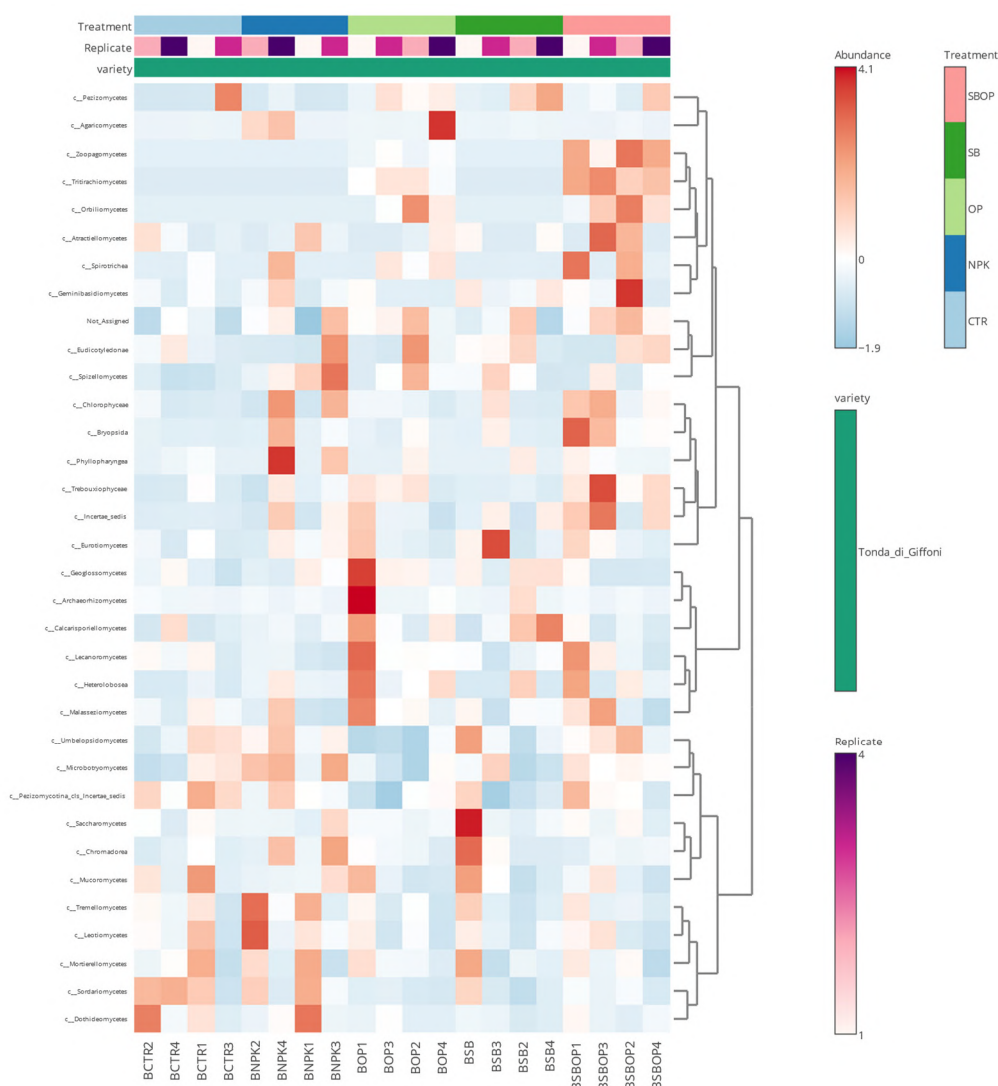 Treatment
Replicate
variety
c__Pezizomycetes
c__Agaricomycetes
c__Zoopagomycetes
c__Tritirachiomycetes
c__Orbiliomycetes
c__Atractiellomycetes
c__Spirotrichea
c__Geminibasidiomycetes
Not_Assigned
c__Eudicotyledonae
c__Spizellomycetes
c__Chlorophyceae
c__Bryopsida
c__Phyllopharyngea
c__Trebouxiophyceae
c__Incertae_sedis
c__Eurotiomycetes
c__Geoglossomycetes
c__Archaeorhizomycetes
c__Calcarisporiellomycetes
c__Lecanoromycetes
c__Heterolobosea
c__Malasseziomycetes
c__Umbelopsidomycetes
c__Microbotryomycetes
c__Pezizomycotina_cls_Incertae_sedis
c__Saccharomycetes
c__Chromadorea
c__Mucoromycetes
c__Tremellomycetes
c__Leotiomycetes
c__Mortierellomycetes
c__Sordariomycetes
c__Dothideomycetes
BCTR2
BCTR4
BCTR1
BCTR3
BNPK2
BNPK4
BNPK1
BNPK3
BOP1
BOP3
BOP2
BOP4
BSB
BSB3
BSB2
BSB4
BSBOP1
BSBOP3
BSBOP2
BSBOP4
Abundance
4.1
0
−1.9
Treatment
SBOP
SB
OP
NPK
CTR
variety
Tonda_di_Giffoni
Replicate
4
1